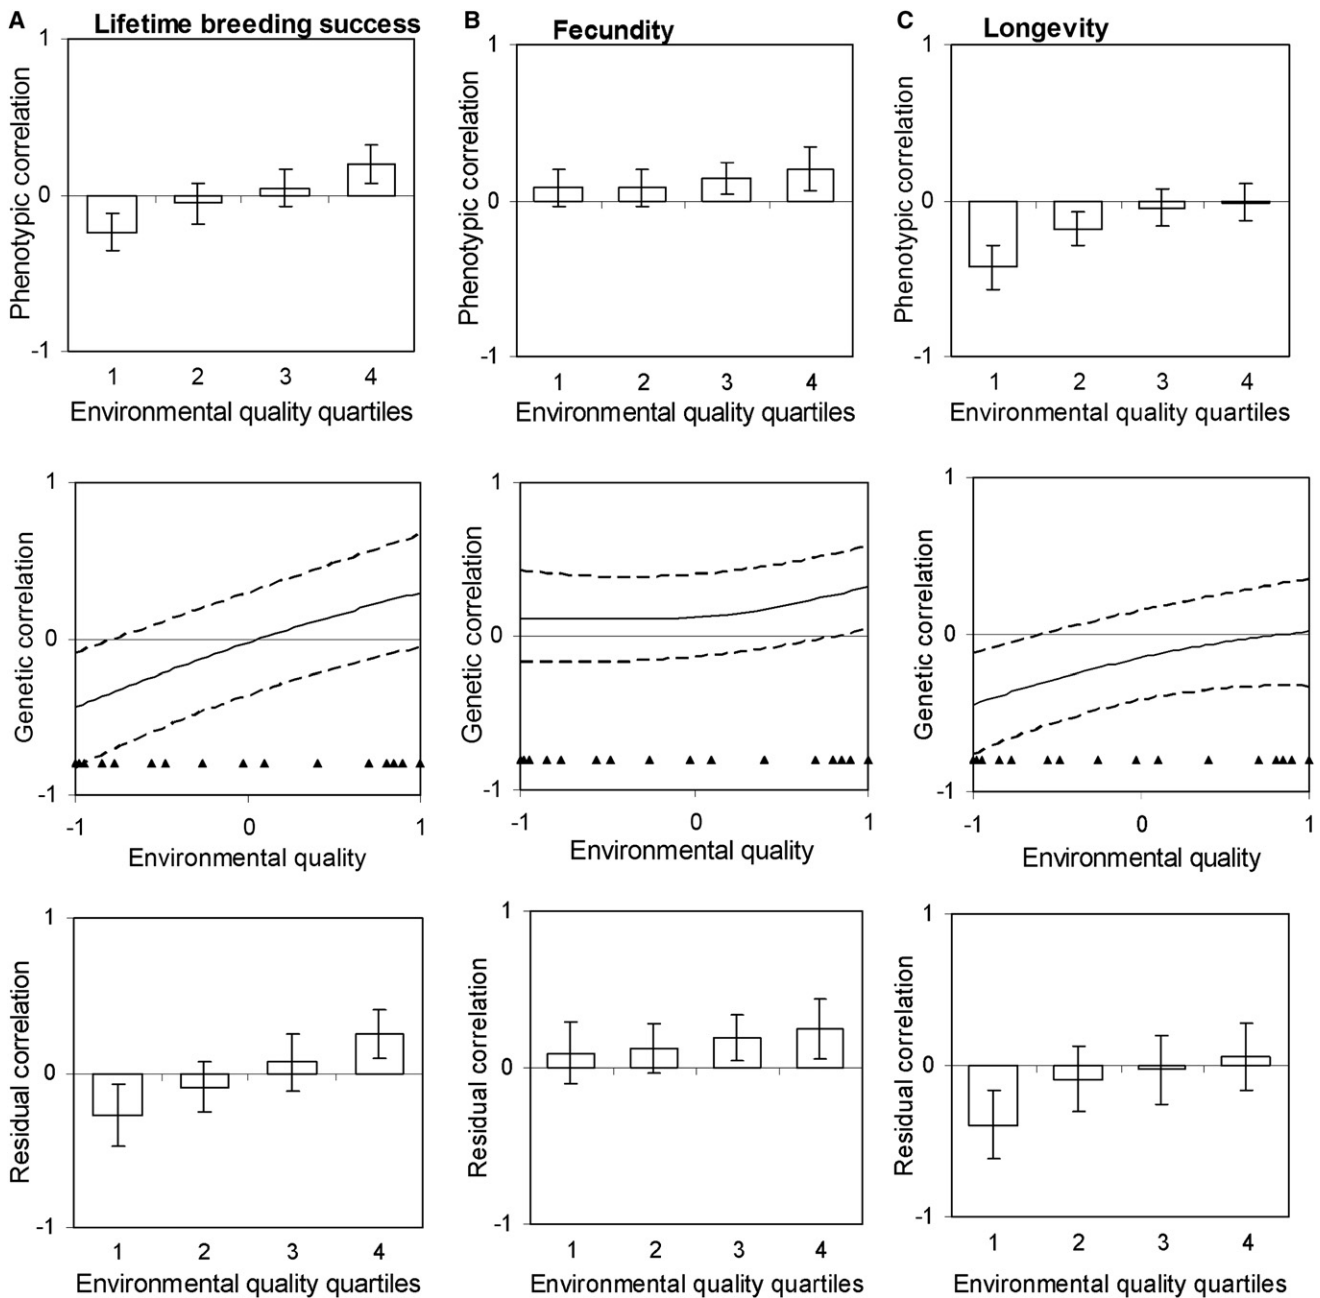 A Lifetime breeding success
1
Phenotypic correlation
0
-1
1 2 3 4
Environmental quality quartiles
B Fecundity
1
Phenotypic correlation
0
-1
1 2 3 4
Environmental quality quartiles
C Longevity
1
Phenotypic correlation
0
-1
1 2 3 4
Environmental quality quartiles
1
Genetic correlation
0
-1
-1 0 1
Environmental quality
1
Genetic correlation
0
-1
-1 0 1
Environmental quality
1
Genetic correlation
0
-1
-1 0 1
Environmental quality
1
Residual correlation
0
-1
1 2 3 4
Environmental quality quartiles
1
Residual correlation
0
-1
1 2 3 4
Environmental quality quartiles
1
Residual correlation
0
-1
1 2 3 4
Environmental quality quartiles